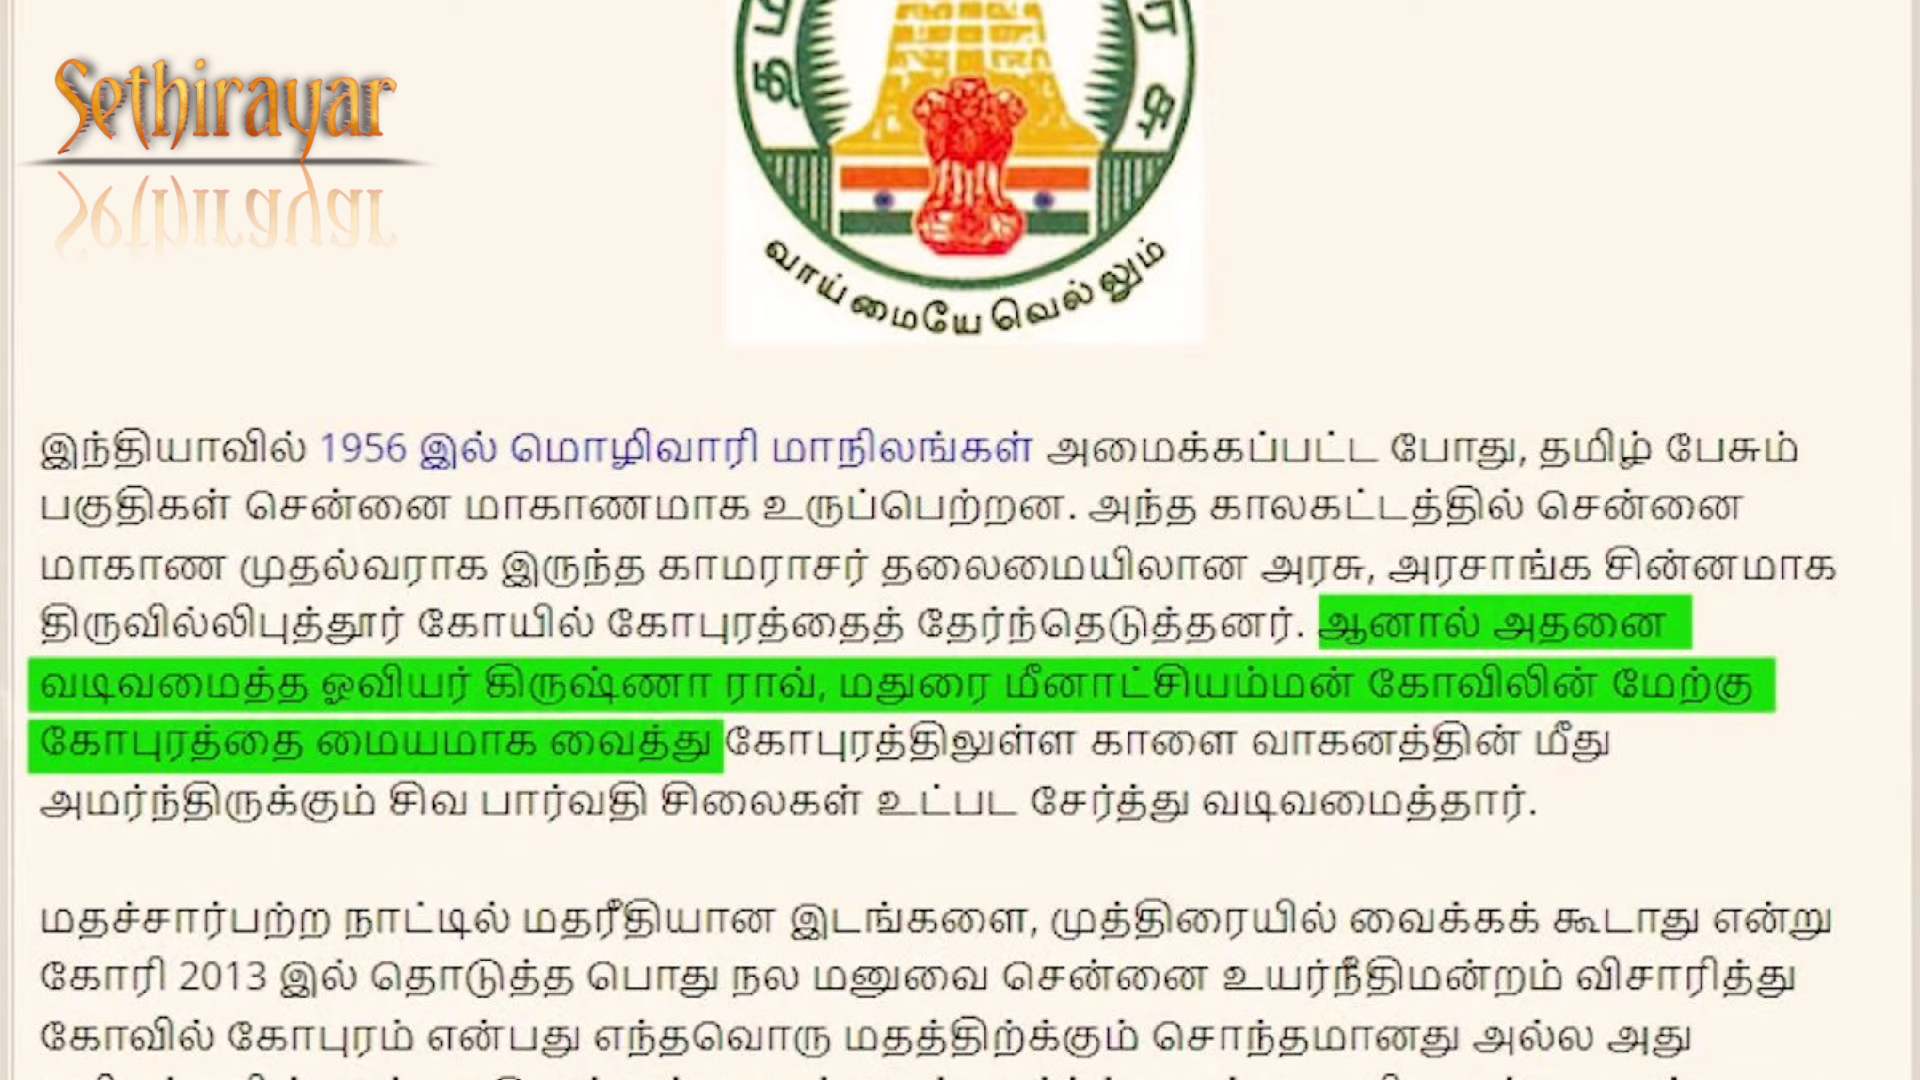 Sethirayar
வாய்மையே வெல்லும்
இந்தியாவில் 1956 இல் மொழிவாரி மாநிலங்கள் அமைக்கப்பட்ட போது, தமிழ் பேசும்
பகுதிகள் சென்னை மாகாணமாக உருப்பெற்றன. அந்த காலகட்டத்தில் சென்னை
மாகாண முதல்வராக இருந்த காமராசர் தலைமையிலான அரசு, அரசாங்க சின்னமாக
திருவில்லிபுத்தூர் கோயில் கோபுரத்தைத் தேர்ந்தெடுத்தனர். ஆனால் அதனை
வடிவமைத்த ஓவியர் கிருஷ்ணா ராவ், மதுரை மீனாட்சியம்மன் கோவிலின் மேற்கு
கோபுரத்தை மையமாக வைத்து கோபுரத்திலுள்ள காளை வாகனத்தின் மீது
அமர்ந்திருக்கும் சிவ பார்வதி சிலைகள் உட்பட சேர்த்து வடிவமைத்தார்.
மதச்சார்பற்ற நாட்டில் மதரீதியான இடங்களை, முத்திரையில் வைக்கக் கூடாது என்று
கோரி 2013 இல் தொடுத்த பொது நல மனுவை சென்னை உயர்நீதிமன்றம் விசாரித்து
கோவில் கோபுரம் என்பது எந்தவொரு மதத்திற்க்கும் சொந்தமானது அல்ல அது